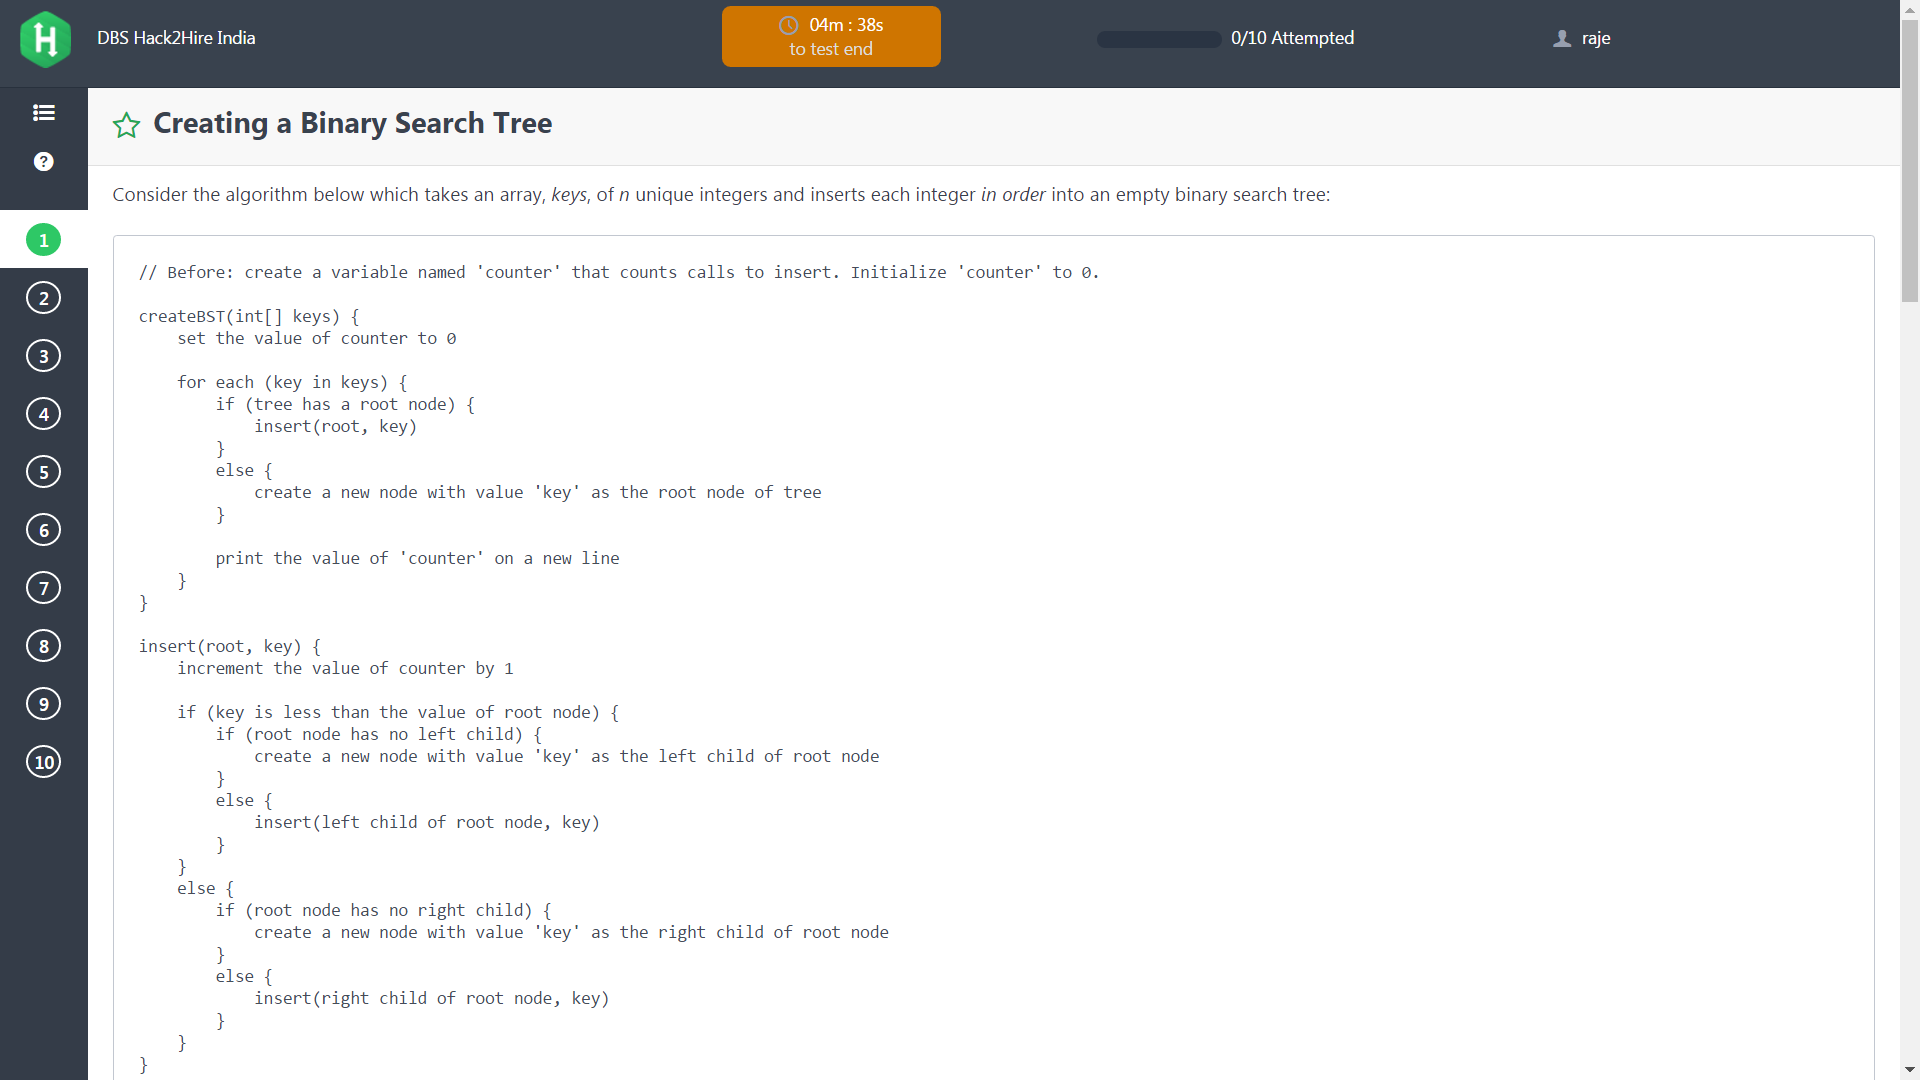 DBS Hack2Hire India
04m : 38s
to test end
0/10 Attempted
raje
Creating a Binary Search Tree
Consider the algorithm below which takes an array, keys, of n unique integers and inserts each integer in order into an empty binary search tree:
1
2
3
4
5
6
7
8
9
10
// Before: create a variable named 'counter' that counts calls to insert. Initialize 'counter' to 0.
createBST(int[] keys) {
    set the value of counter to 0
    for each (key in keys) {
        if (tree has a root node) {
            insert(root, key)
        }
        else {
            create a new node with value 'key' as the root node of tree
        }
        print the value of 'counter' on a new line
    }
}
insert(root, key) {
    increment the value of counter by 1
    if (key is less than the value of root node) {
        if (root node has no left child) {
            create a new node with value 'key' as the left child of root node
        }
        else {
            insert(left child of root node, key)
        }
    }
    else {
        if (root node has no right child) {
            create a new node with value 'key' as the right child of root node
        }
        else {
            insert(right child of root node, key)
        }
    }
}